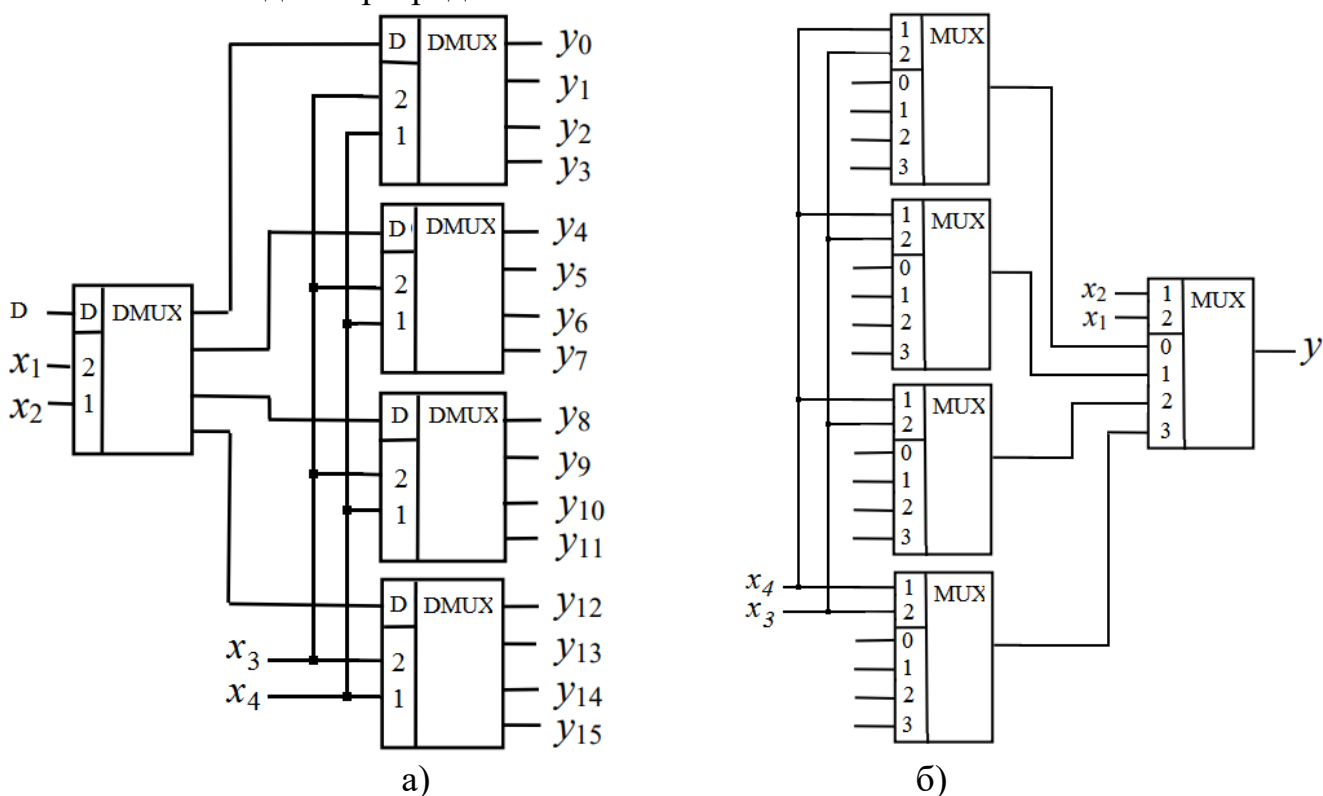 D DMUX y0
2 y1
1 y2
y3
D DMUX y4
2 y5
1 y6
y7
D D DMUX
x1 2
x2 1
D DMUX y8
2 y9
1 y10
y11
D DMUX y12
x3 2 y13
x4 1 y14
y15
а)
1 MUX
2
0
1
2
3
1 MUX
2
0
1
2
3
1 MUX
2
0
1
2
3
x4 1 MUX
x3 2
0
1
2
3
x2 1 MUX
x1 2
0
1 y
2
3
б)